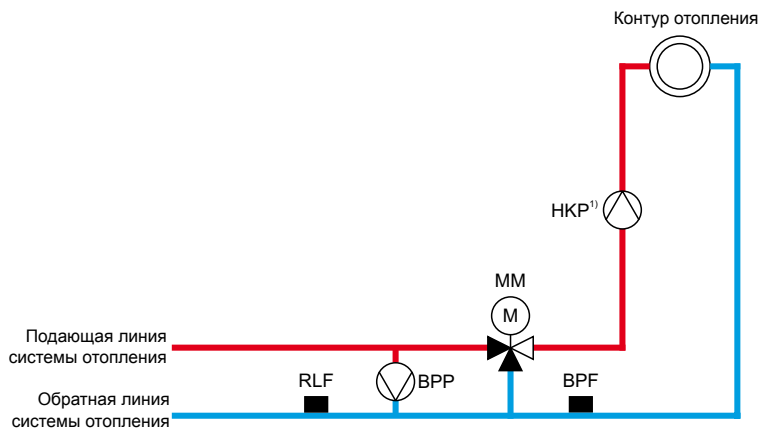 Контур отопления
HKP1)
MM
M
Подающая линия
системы отопления
RLF
BPP
BPF
Обратная линия
системы отопления